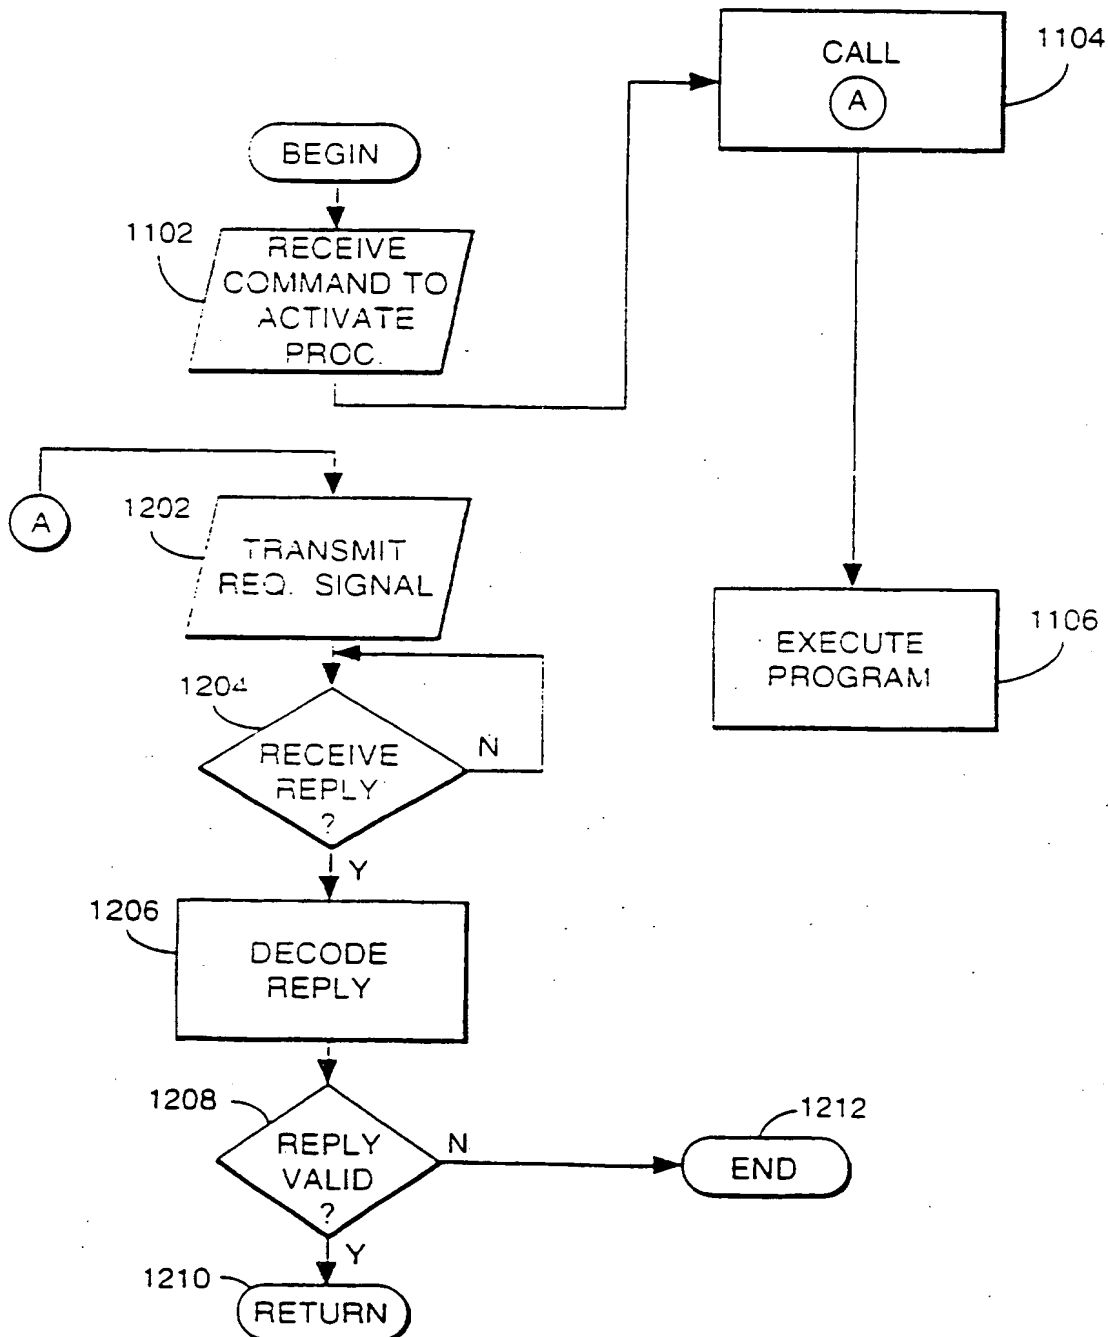 CALL
A
1104
BEGIN
1102
RECEIVE
COMMAND TO
ACTIVATE
PROC.
A
1202
TRANSMIT
REQ. SIGNAL
EXECUTE
PROGRAM
1106
1204
RECEIVE
REPLY
?
N
Y
1206
DECODE
REPLY
1208
REPLY
VALID
?
N
1212
END
Y
1210
RETURN